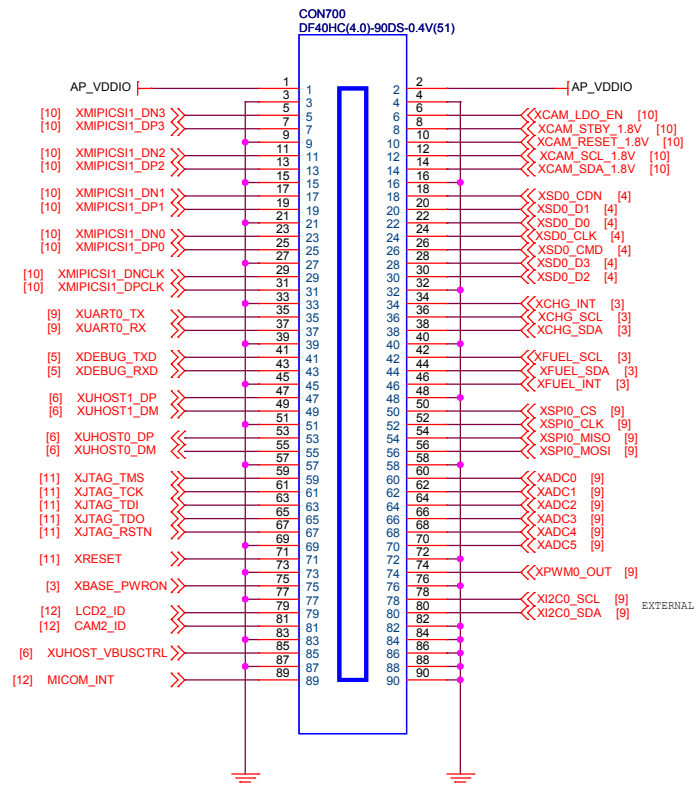 CON700
DF40HC(4.0)-90DS-0.4V(51)
AP_VDDIO 1 1 2 2 AP_VDDIO
3 3 4 4
[10] XMIPICSI1_DN3 5 5 6 6 XCAM_LDO_EN [10]
[10] XMIPICSI1_DP3 7 7 8 8 XCAM_STBY_1.8V [10]
9 9 10 10 XCAM_RESET_1.8V [10]
[10] XMIPICSI1_DN2 11 11 12 12 XCAM_SCL_1.8V [10]
[10] XMIPICSI1_DP2 13 13 14 14 XCAM_SDA_1.8V [10]
15 15 16 16
[10] XMIPICSI1_DN1 17 17 18 18 XSD0_CDN [4]
[10] XMIPICSI1_DP1 19 19 20 20 XSD0_D1 [4]
21 21 22 22 XSD0_D0 [4]
[10] XMIPICSI1_DN0 23 23 24 24 XSD0_CLK [4]
[10] XMIPICSI1_DP0 25 25 26 26 XSD0_CMD [4]
27 27 28 28 XSD0_D3 [4]
[10] XMIPICSI1_DNCLK 29 29 30 30 XSD0_D2 [4]
[10] XMIPICSI1_DPCLK 31 31 32 32
33 33 34 34 XCHG_INT [3]
[9] XUART0_TX 35 35 36 36 XCHG_SCL [3]
[9] XUART0_RX 37 37 38 38 XCHG_SDA [3]
39 39 40 40
[5] XDEBUG_TXD 41 41 42 42 XFUEL_SCL [3]
[5] XDEBUG_RXD 43 43 44 44 XFUEL_SDA [3]
45 45 46 46 XFUEL_INT [3]
[6] XUHOST1_DP 47 47 48 48
[6] XUHOST1_DM 49 49 50 50 XSPI0_CS [9]
51 51 52 52 XSPI0_CLK [9]
[6] XUHOST0_DP 53 53 54 54 XSPI0_MISO [9]
[6] XUHOST0_DM 55 55 56 56 XSPI0_MOSI [9]
57 57 58 58
[11] XJTAG_TMS 59 59 60 60 XADC0 [9]
[11] XJTAG_TCK 61 61 62 62 XADC1 [9]
[11] XJTAG_TDI 63 63 64 64 XADC2 [9]
[11] XJTAG_TDO 65 65 66 66 XADC3 [9]
[11] XJTAG_RSTN 67 67 68 68 XADC4 [9]
69 69 70 70 XADC5 [9]
[11] XRESET 71 71 72 72
73 73 74 74 XPWM0_OUT [9]
[3] XBASE_PWRON 75 75 76 76
77 77 78 78 XI2C0_SCL [9]
[12] LCD2_ID 79 79 80 80 XI2C0_SDA [9] EXTERNAL
[12] CAM2_ID 81 81 82 82
83 83 84 84
[6] XUHOST_VBUSCTRL 85 85 86 86
87 87 88 88
[12] MICOM_INT 89 89 90 90